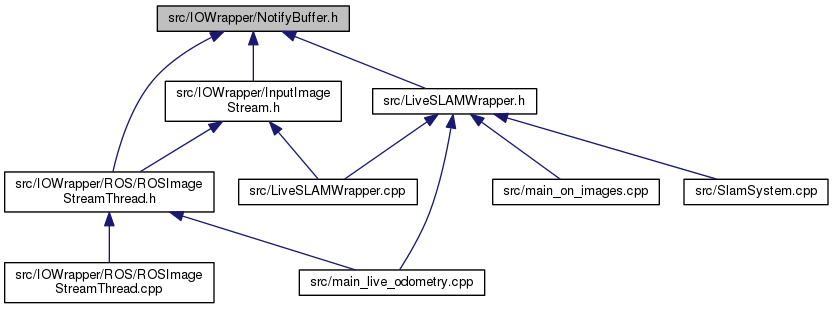 src/IOWrapper/NotifyBuffer.h
src/IOWrapper/InputImage
Stream.h
src/LiveSLAMWrapper.h
src/IOWrapper/ROS/ROSImage
StreamThread.h
src/LiveSLAMWrapper.cpp
src/main_on_images.cpp
src/SlamSystem.cpp
src/IOWrapper/ROS/ROSImage
StreamThread.cpp
src/main_live_odometry.cpp